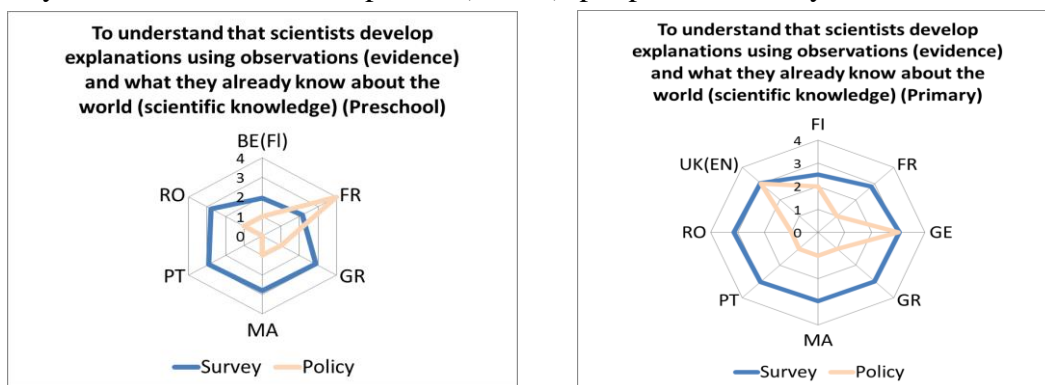 To understand that scientists develop
explanations using observations (evidence)
and what they already know about the
world (scientific knowledge) (Preschool)
BE(Fl)
4
3
2
1
0
FR
GR
MA
PT
RO
Survey
Policy
To understand that scientists develop
explanations using observations (evidence)
and what they already know about the
world (scientific knowledge) (Primary)
FI
4
3
2
1
0
FR
GE
GR
MA
PT
RO
UK(EN)
Survey
Policy